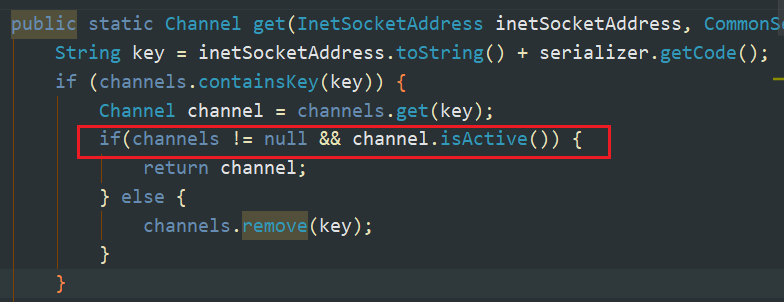 public static Channel get(InetSocketAddress inetSocketAddress, CommonSe
String key = inetSocketAddress.toString() + serializer.getCode();
if (channels.containsKey(key)) {
Channel channel = channels.get(key);
if(channels != null && channel.isActive()) {
return channel;
} else {
channels.remove(key);
}
}